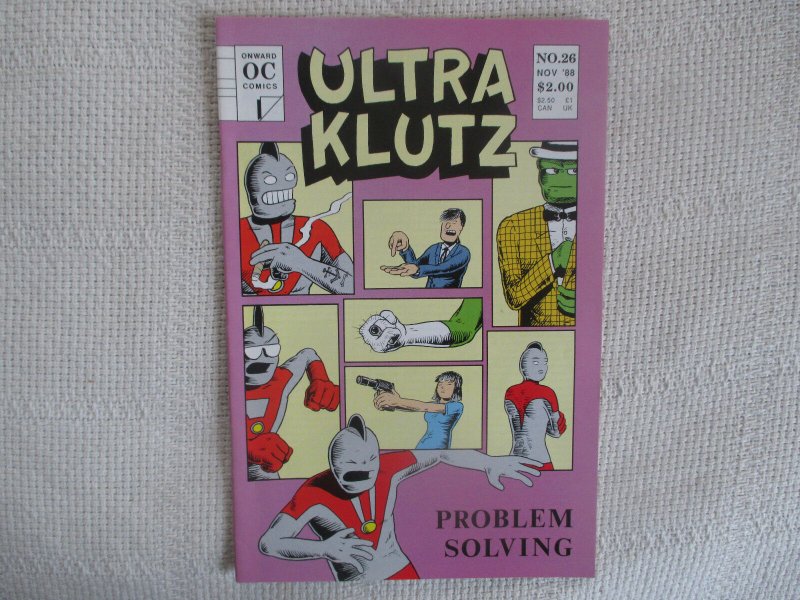 ONWARD
OC
COMICS
ULTRA
KLUTZ
NO.26
NOV '88
$2.00
$2.50 £1
CAN UK
PROBLEM
SOLVING